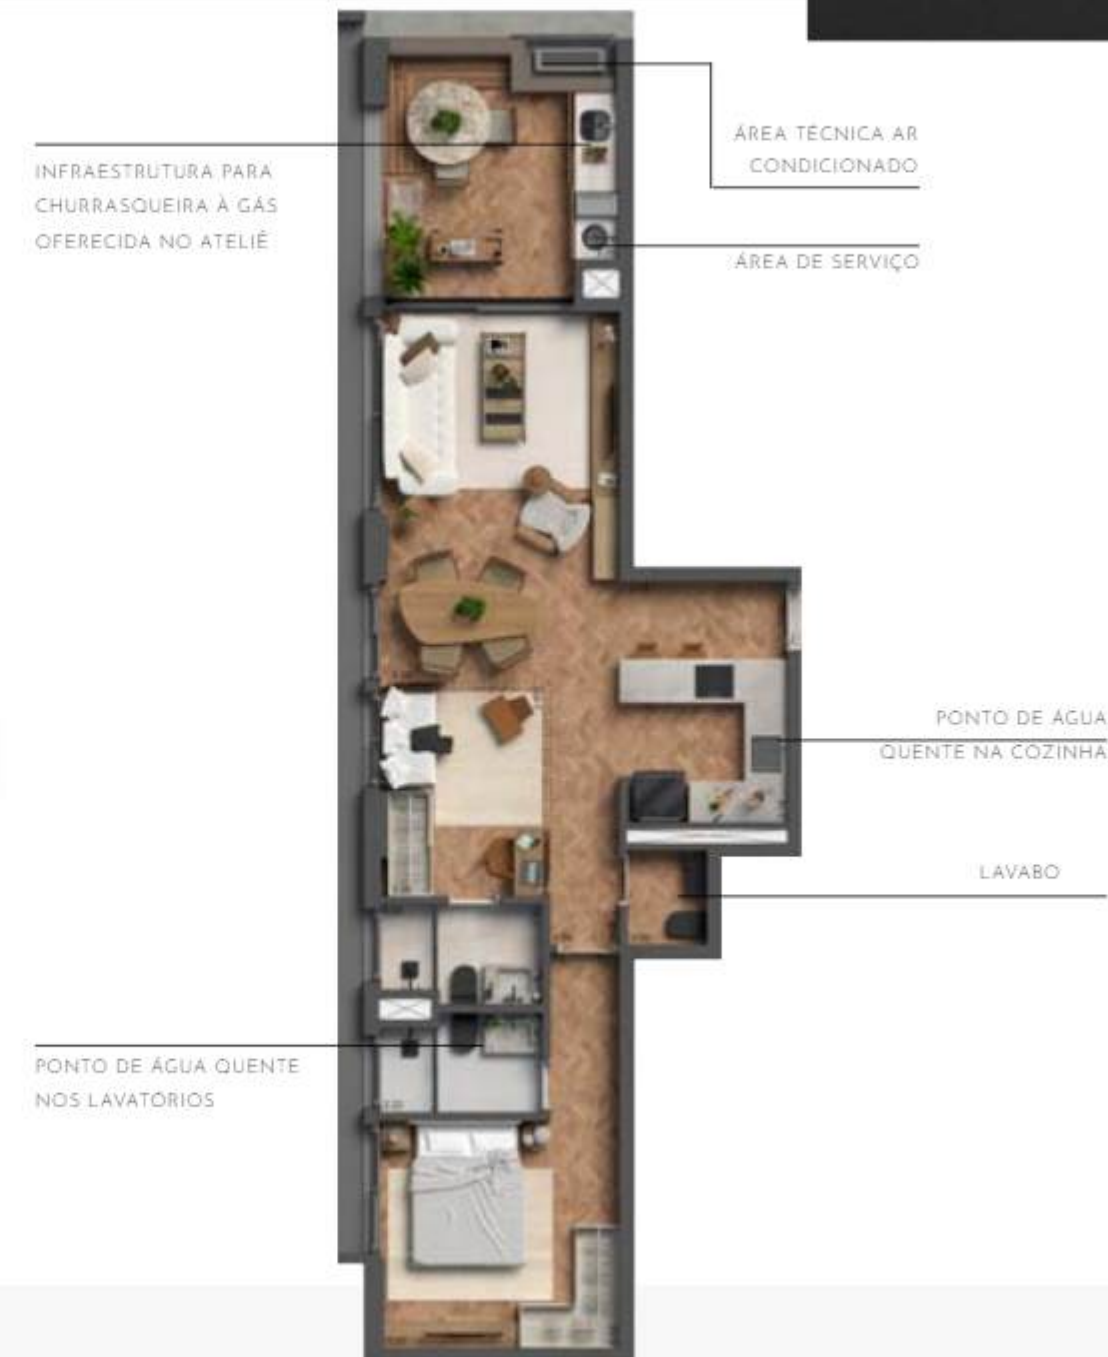 INFRAESTRUTURA PARA
CHURRASQUEIRA À GÁS
OFERECIDA NO ATELIÊ
ÁREA TÉCNICA AR
CONDICIONADO
ÁREA DE SERVIÇO
PONTO DE ÁGUA
QUENTE NA COZINHA
LAVABO
PONTO DE ÁGUA QUENTE
NOS LAVATÓRIOS